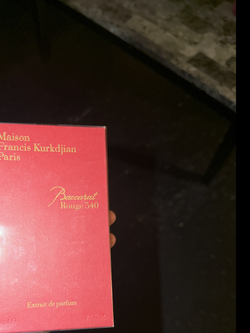 Maison
Francis Kurkdjian
Paris
Baccarat
Rouge 540
Extrait de parfum